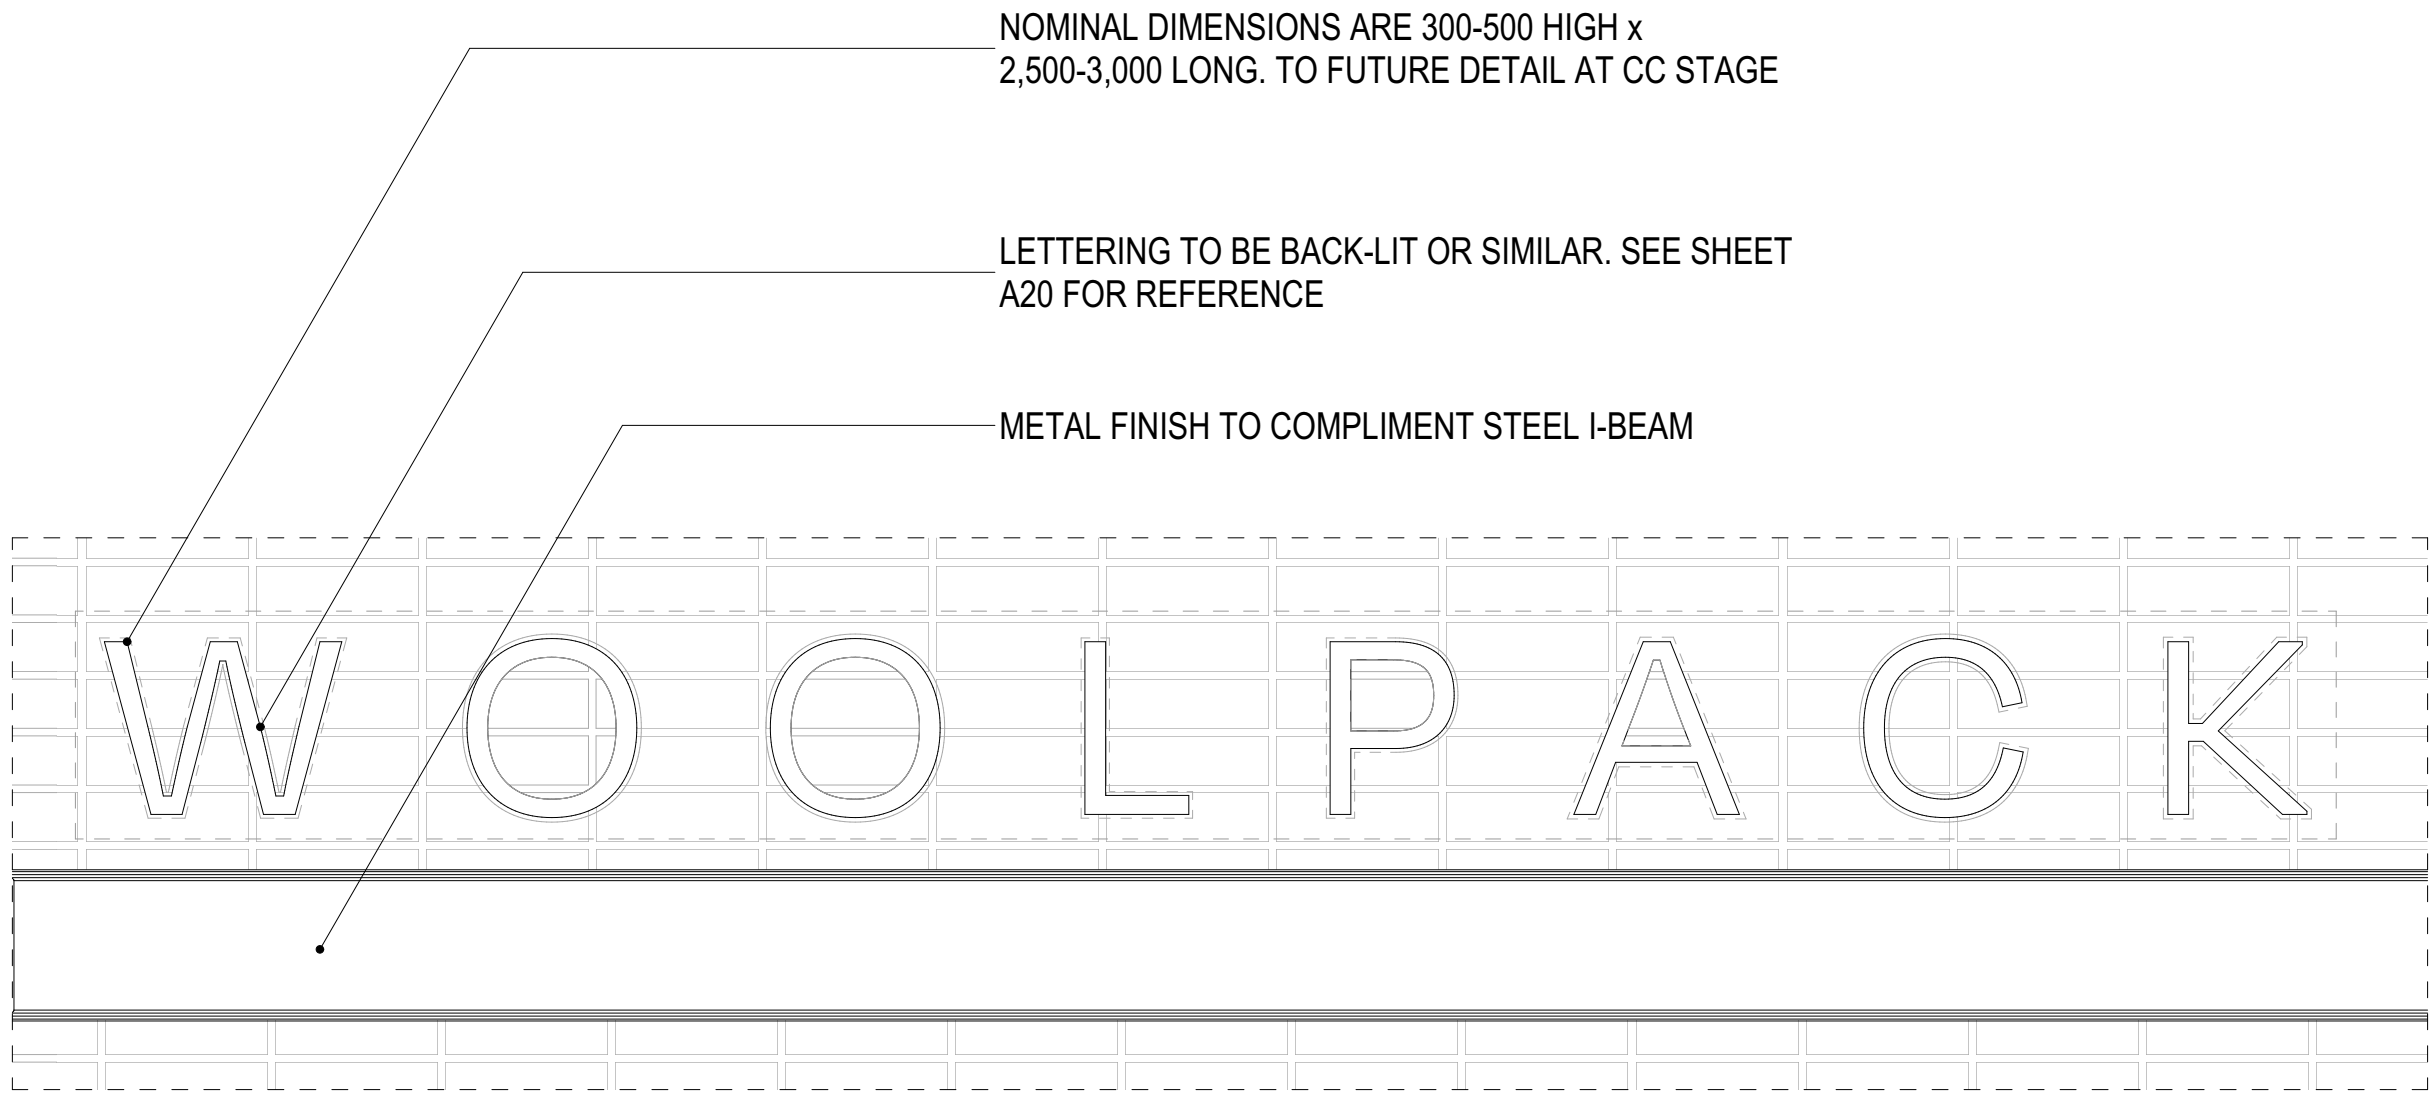 NOMINAL DIMENSIONS ARE 300-500 HIGH x
2,500-3,000 LONG. TO FUTURE DETAIL AT CC STAGE
LETTERING TO BE BACK-LIT OR SIMILAR. SEE SHEET
A20 FOR REFERENCE
METAL FINISH TO COMPLIMENT STEEL I-BEAM
WOOLPACK